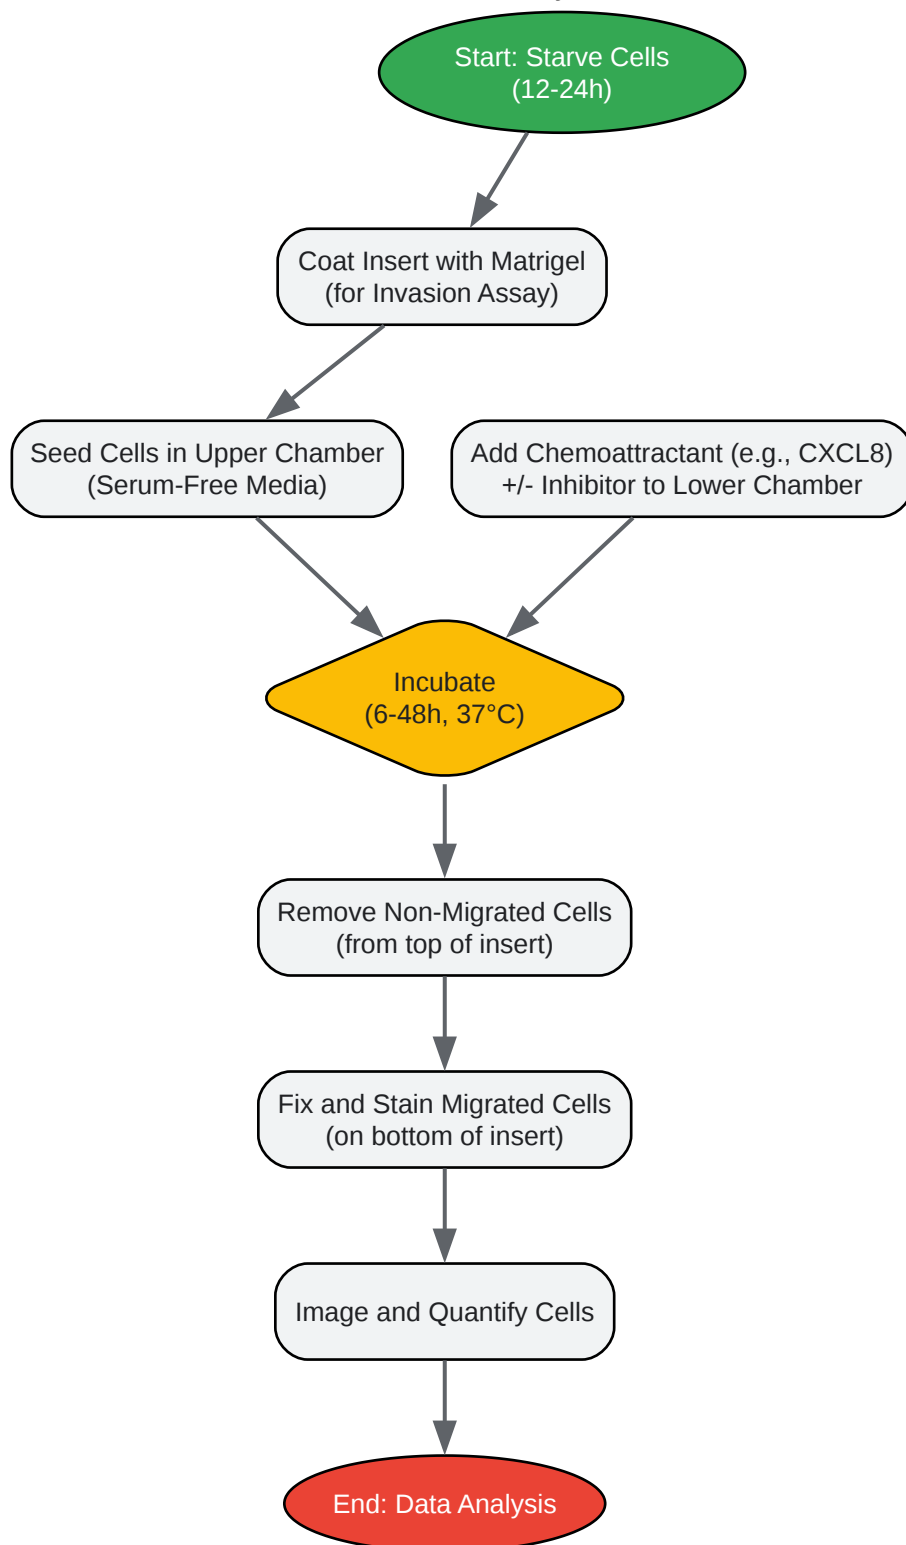 Start: Starve Cells
(12-24h)
Coat Insert with Matrigel
(for Invasion Assay)
Seed Cells in Upper Chamber
(Serum-Free Media)
Add Chemoattractant (e.g., CXCL8)
+/- Inhibitor to Lower Chamber
Incubate
(6-48h, 37°C)
Remove Non-Migrated Cells
(from top of insert)
Fix and Stain Migrated Cells
(on bottom of insert)
Image and Quantify Cells
End: Data Analysis